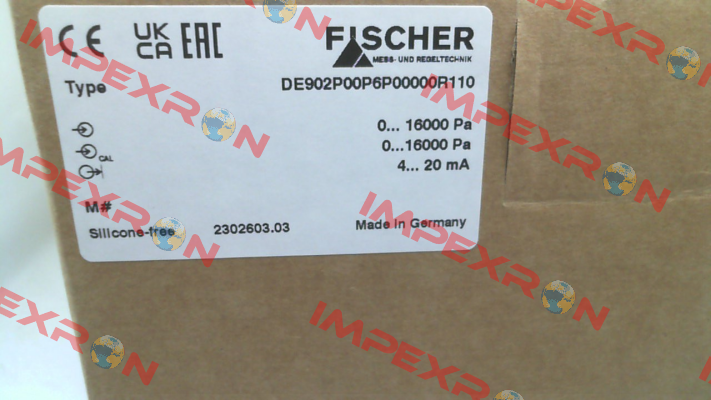 CE UK CA EAC
FISCHER
MESS- UND REGELTECHNIK
Type DE902P00P6P00000R110
0... 16000 Pa
CAL 0...16000 Pa
4... 20 mA
M#
Silicone-free 2302603.03 Made in Germany
IMPEXRON
IMPEXRON
IMPEXRON
IMPEXRON
IMPEXRON
IMPEXRON
IMPEXRON